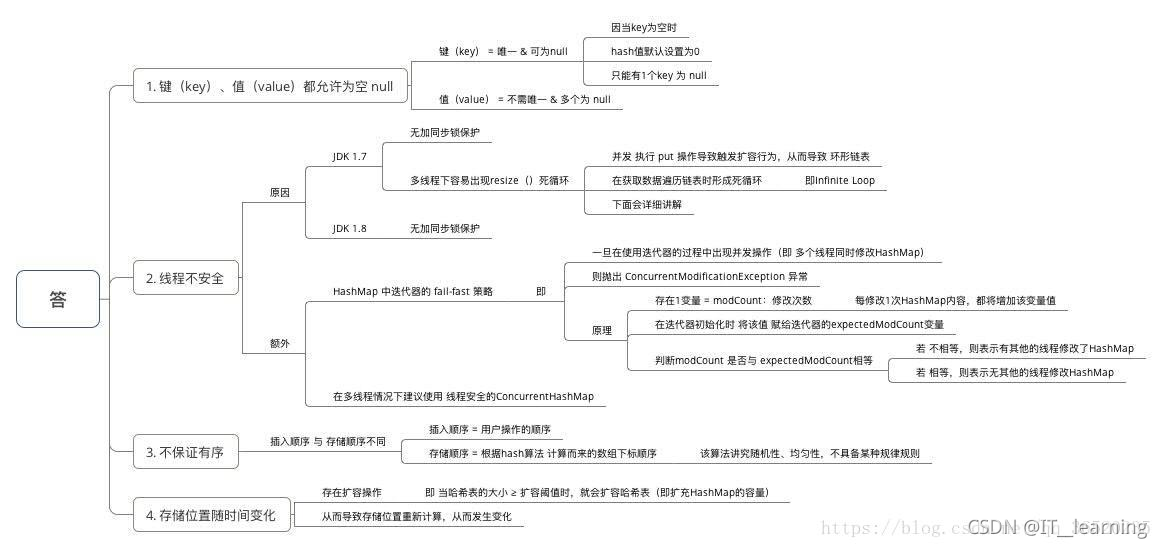 答
1. 键（key）、值（value）都允许为空 null
键（key） = 唯一 & 可为null
因当key为空时
hash值默认设置为0
只能有1个key 为 null
值（value） = 不需唯一 & 多个为 null
2. 线程不安全
原因
JDK 1.7
无加同步锁保护
多线程下容易出现resize（）死循环
并发 执行 put 操作导致触发扩容行为，从而导致 环形链表
在获取数据遍历链表时形成死循环
即Infinite Loop
下面会详细讲解
JDK 1.8
无加同步锁保护
额外
HashMap 中迭代器的 fail-fast 策略
即
一旦在使用迭代器的过程中出现并发操作（即 多个线程同时修改HashMap）
则抛出 ConcurrentModificationException 异常
原理
存在1变量 = modCount：修改次数
每修改1次HashMap内容，都将增加该变量值
在迭代器初始化时 将该值 赋给迭代器的expectedModCount变量
判断modCount 是否与 expectedModCount相等
若 不相等，则表示有其他的线程修改了HashMap
若 相等，则表示无其他的线程修改HashMap
在多线程情况下建议使用 线程安全的ConcurrentHashMap
3. 不保证有序
插入顺序 与 存储顺序不同
插入顺序 = 用户操作的顺序
存储顺序 = 根据hash算法 计算而来的数组下标顺序
该算法讲究随机性、均匀性，不具备某种规律规则
4. 存储位置随时间变化
存在扩容操作
即 当哈希表的大小 ≥ 扩容阈值时，就会扩容哈希表（即扩充HashMap的容量）
从而导致存储位置重新计算，从而发生变化
https://blog.csdn.net
CSDN @IT__learning